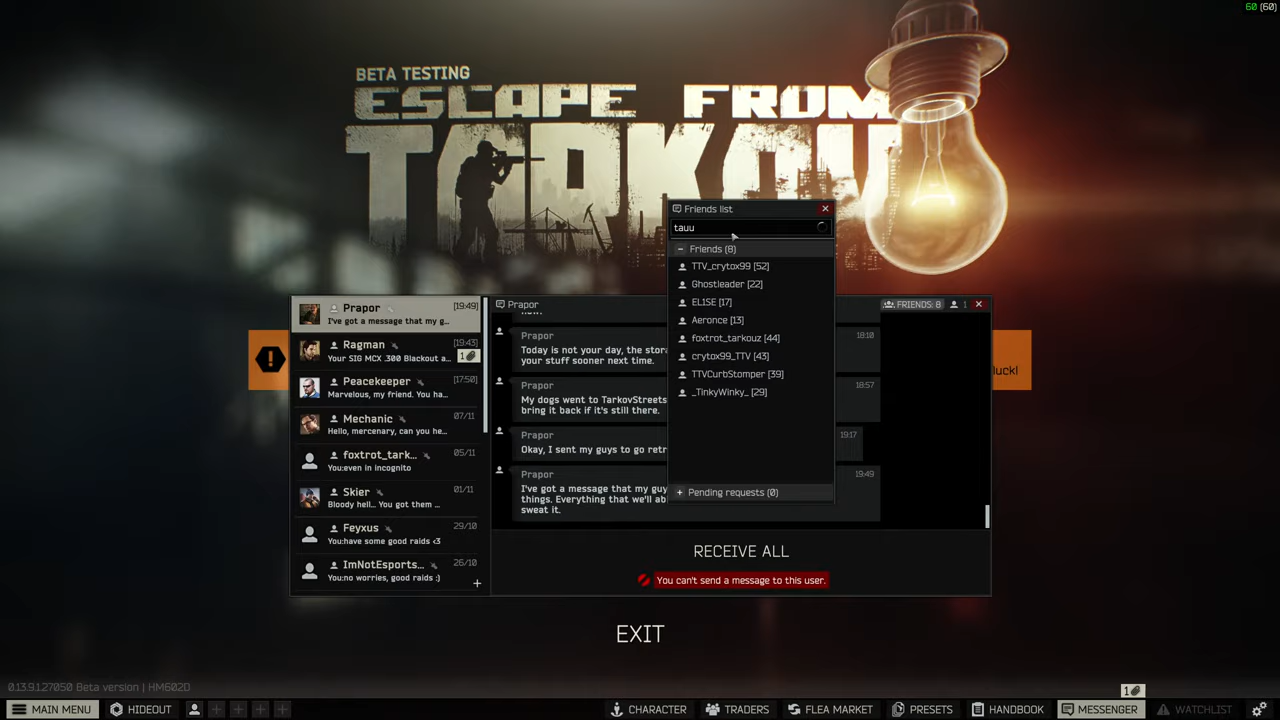 60 (60)
BETA TESTING
ESCAPE FROM
TARKOV
Friends list
tauu
Friends (8)
TTV_crytox99 [52]
Ghostleader [22]
EL1SE [17]
Aeronce [13]
foxtrot_tarkouz [44]
crytox99_TTV [43]
TTVCurbStomper [39]
_TinkyWinky_ [29]
Pending requests (0)
Prapor [19:49]
I've got a message that my g...
Ragman [19:43]
Your SIG MCX .300 Blackout a... 1
Peacekeeper [17:50]
Marvelous, my friend. You ha...
Mechanic 07/11
Hello, mercenary, can you he...
foxtrot_tark... 05/11
You:even in incognito
Skier 01/11
Bloody hell... You got them ...
Feyxus 29/10
You:have some good raids <3
ImNotEsports... 26/10
You:no worries, good raids :)
Prapor
FRIENDS: 8 1
Prapor 18:10
Today is not your day, the stora
your stuff sooner next time.
Prapor 18:57
My dogs went to TarkovStreets
bring it back if it's still there.
Prapor 19:17
Okay, I sent my guys to go retr
Prapor 19:49
I've got a message that my guy
things. Everything that we'll ab
sweat it.
luck!
RECEIVE ALL
You can't send a message to this user.
EXIT
0.13.9.1.27050 Beta version | HM602D
1
MAIN MENU
HIDEOUT
CHARACTER
TRADERS
FLEA MARKET
PRESETS
HANDBOOK
MESSENGER
WATCHLIST